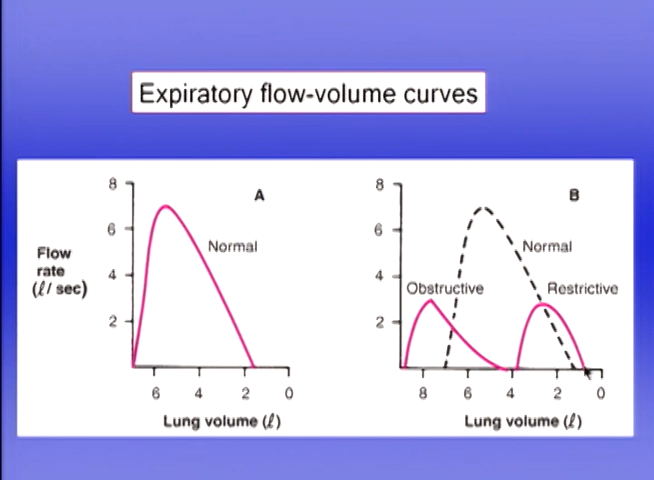 Expiratory flow-volume curves
A
8
6
4
2
Flow
rate
(ℓ/ sec)
Normal
6 4 2 0
Lung volume (ℓ)
B
8
6
4
2
Normal
Obstructive
Restrictive
8 6 4 2 0
Lung volume (ℓ)